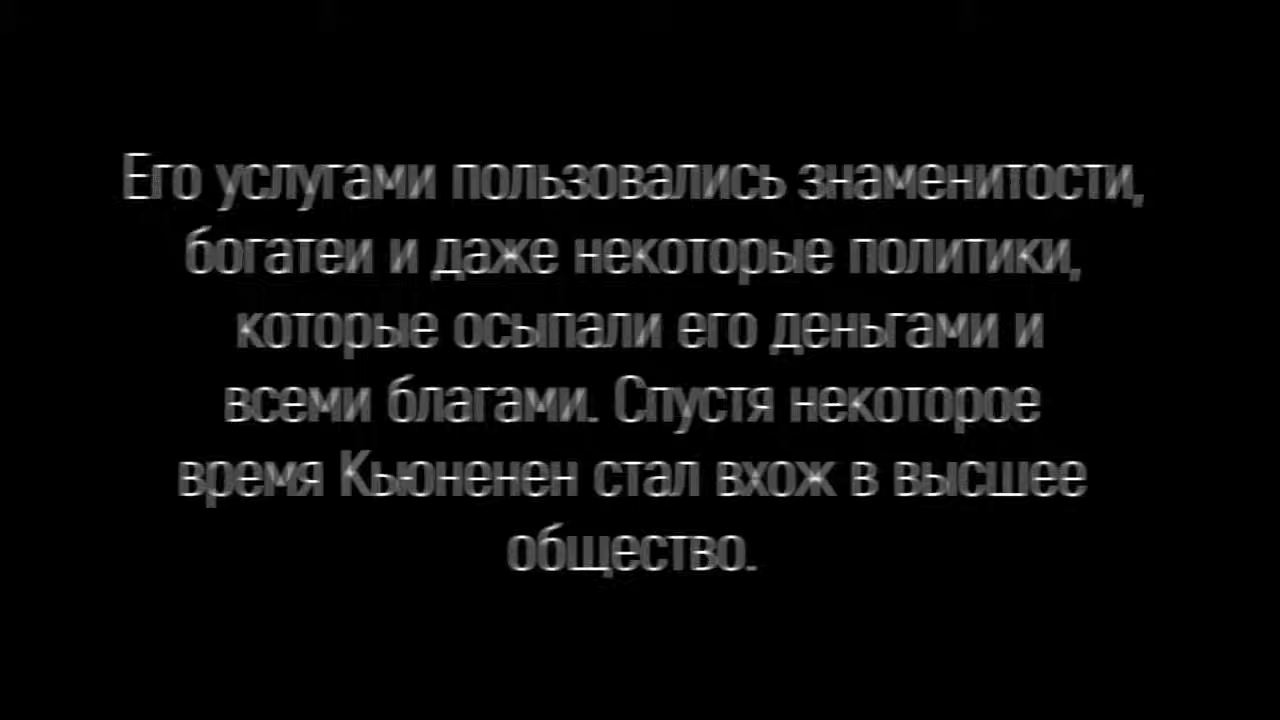 Его услугами пользовались знаменитости,
богатеи и даже некоторые политики,
которые осыпали его деньгами и
всеми благами. Спустя некоторое
время Кьюненен стал вхож в высшее
общество.